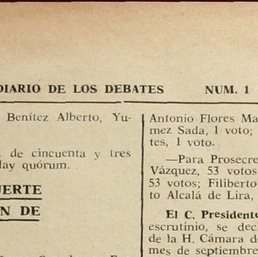 DIARIO DE LOS DEBATES NUM. 1
Benítez Alberto, Yu-
de cincuenta y tres
Hay quórum.
UERTE
N DE
Antonio Flores Ma
mez Sada, 1 voto;
tes, 1 voto.
—Para Prosecre
Vázquez, 53 votos
53 votos; Filiberto
to Alcalá de Lira,
El C. Presidente
escrutinio, se decl
de la H. Cámara d
mes de septiembre